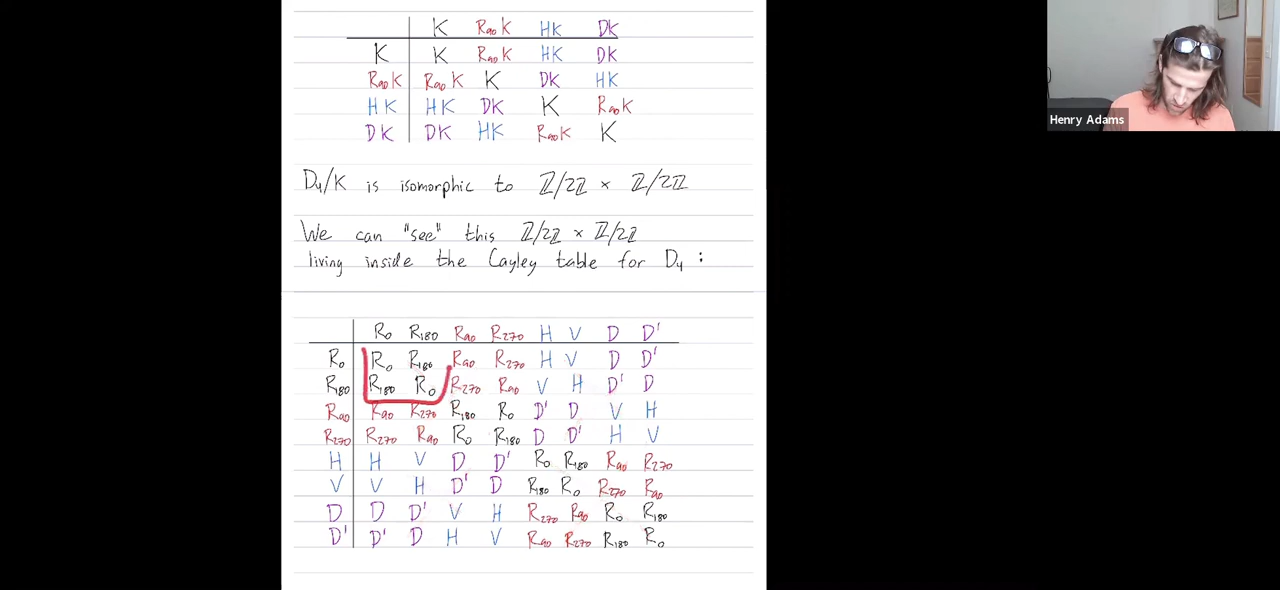 K R₉₀K HK DK
K K R₉₀K HK DK
R₉₀K R₉₀K K DK HK
HK HK DK K R₉₀K
DK DK HK R₉₀K K
Henry Adams
D₄/K is isomorphic to ℤ/2ℤ × ℤ/2ℤ
We can "see" this ℤ/2ℤ × ℤ/2ℤ
living inside the Cayley table for D₄ :
R₀ R₁₈₀ R₉₀ R₂₇₀ H V D D'
R₀ R₀ R₁₈₀ R₉₀ R₂₇₀ H V D D'
R₁₈₀ R₁₈₀ R₀ R₂₇₀ R₉₀ V H D' D
R₉₀ R₉₀ R₂₇₀ R₁₈₀ R₀ D' D V H
R₂₇₀ R₂₇₀ R₉₀ R₀ R₁₈₀ D D' H V
H H V D D' R₀ R₁₈₀ R₉₀ R₂₇₀
V V H D' D R₁₈₀ R₀ R₂₇₀ R₉₀
D D D' V H R₂₇₀ R₉₀ R₀ R₁₈₀
D' D' D H V R₉₀ R₂₇₀ R₁₈₀ R₀